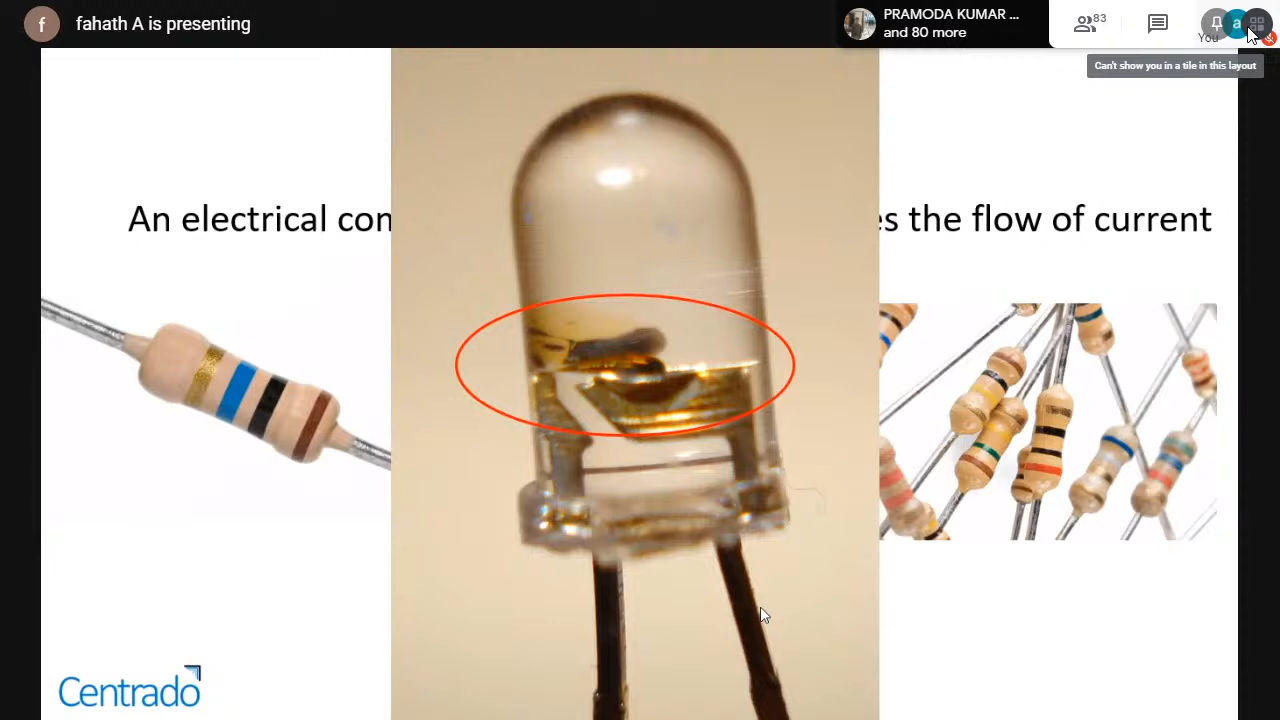 f
fahath A is presenting
PRAMODA KUMAR ...
and 80 more
83
a
You
Can't show you in a tile in this layout
An electrical con
es the flow of current
Centrado